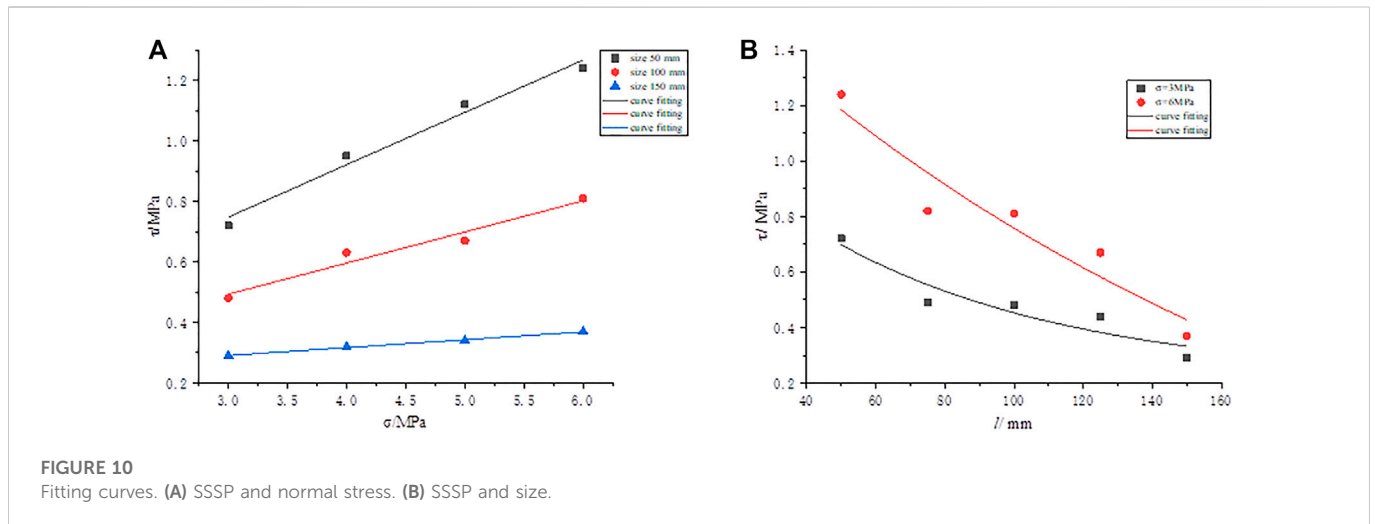 A
size 50 mm
size 100 mm
size 150 mm
curve fitting
curve fitting
curve fitting
1.2
1.0
0.8
0.6
0.4
0.2
τ/MPa
3.0 3.5 4.0 4.5 5.0 5.5 6.0
σ/MPa
B
σ=3MPa
σ=6MPa
curve fitting
curve fitting
1.4
1.2
1.0
0.8
0.6
0.4
0.2
τ/ MPa
40 60 80 100 120 140 160
l/ mm
FIGURE 10
Fitting curves. (A) SSSP and normal stress. (B) SSSP and size.